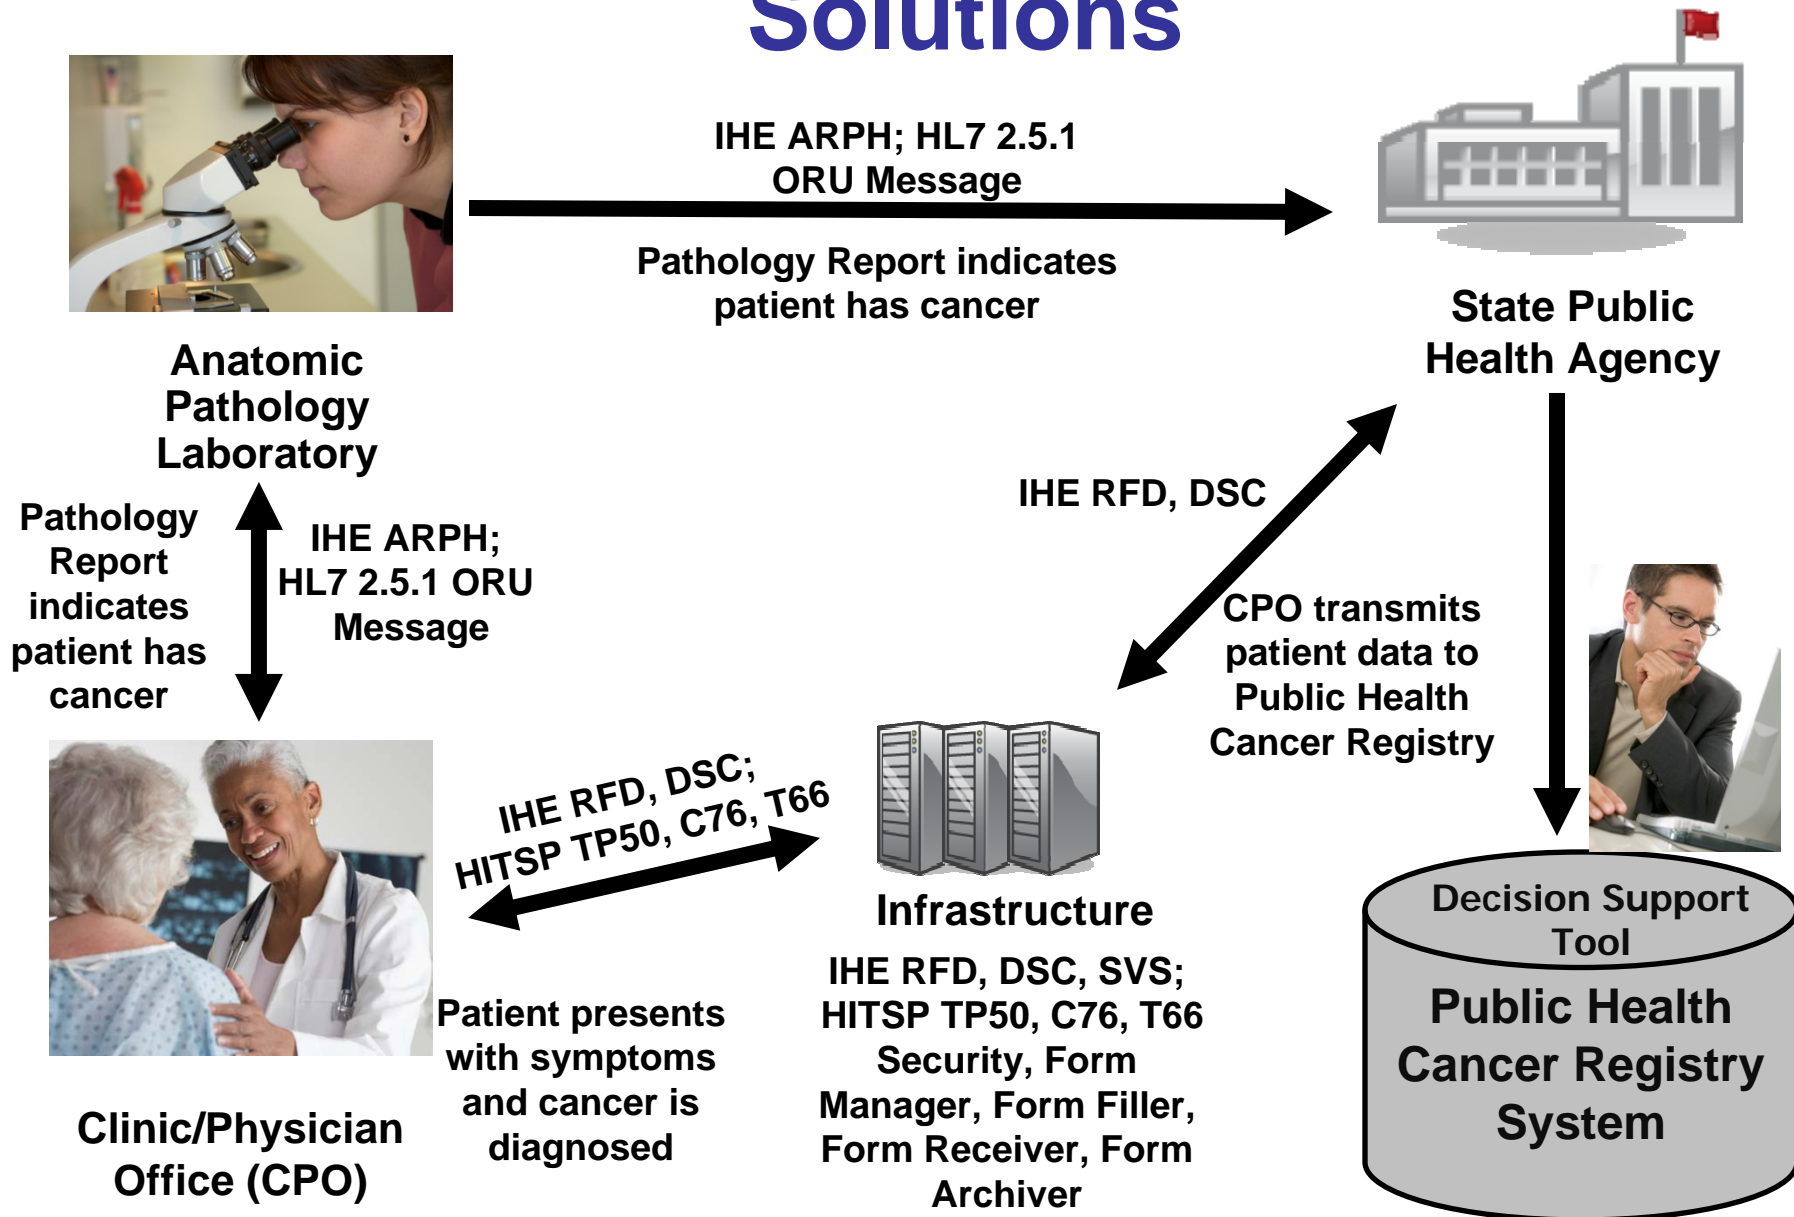 Solutions
IHE ARPH; HL7 2.5.1
ORU Message
Pathology Report indicates
patient has cancer
State Public
Health Agency
Anatomic
Pathology
Laboratory
Pathology
Report
indicates
patient has
cancer
IHE ARPH;
HL7 2.5.1 ORU
Message
IHE RFD, DSC
CPO transmits
patient data to
Public Health
Cancer Registry
IHE RFD, DSC;
HITSP TP50, C76, T66
Infrastructure
IHE RFD, DSC, SVS;
HITSP TP50, C76, T66
Security, Form
Manager, Form Filler,
Form Receiver, Form
Archiver
Patient presents
with symptoms
and cancer is
diagnosed
Clinic/Physician
Office (CPO)
Decision Support
Tool
Public Health
Cancer Registry
System